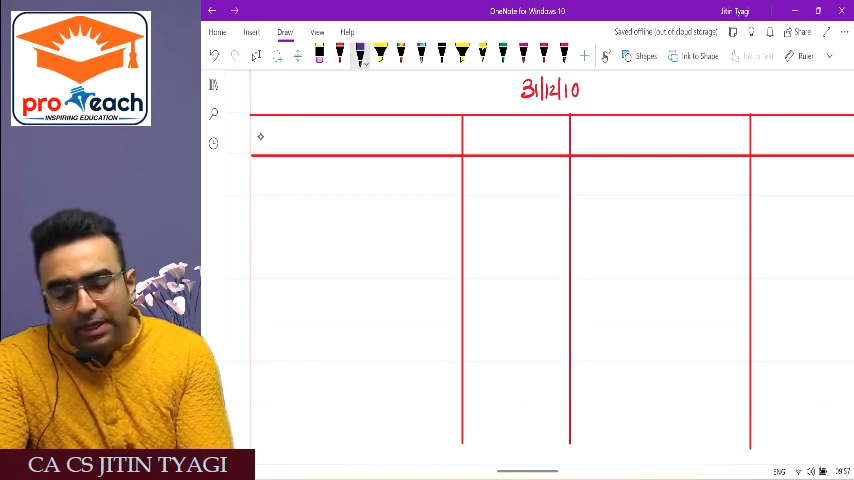 OneNote for Windows 10
Jitin Tyagi
Home Insert Draw View Help
Saved offline (out of cloud storage)
Share
Shapes
Ink to Shape
Ink to Text
Ruler
31/12/10
pro Teach
INSPIRING EDUCATION
CA CS JITIN TYAGI
ENG
09:57